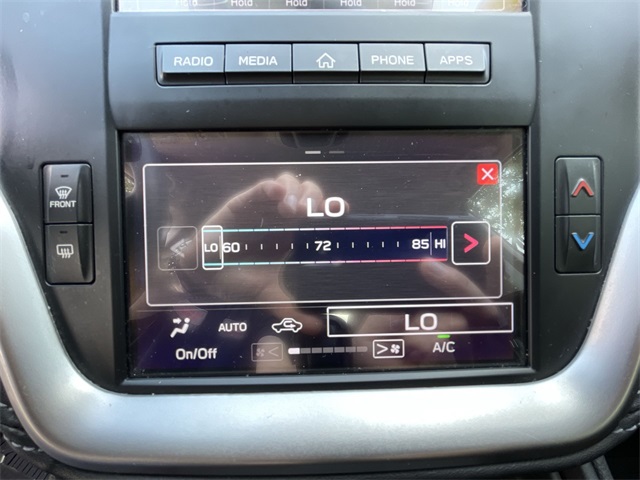 Hold Hold Hold Hold
RADIO MEDIA PHONE APPS
FRONT
LO
LO 60 72 85 HI
AUTO LO
On/Off A/C